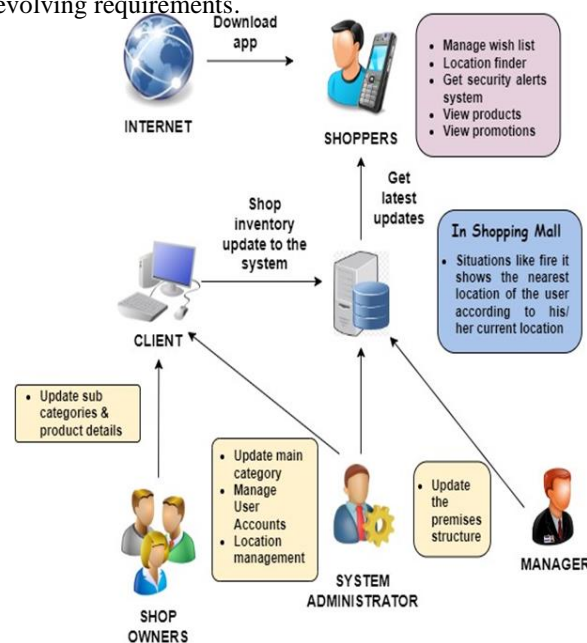 evolving requirements.
Download
app
INTERNET
SHOPPERS
• Manage wish list
• Location finder
• Get security alerts
system
• View products
• View promotions
Get
latest
updates
Shop
inventory
update to the
system
In Shopping Mall
• Situations like fire it
shows the nearest
location of the user
according to his/
her current location
CLIENT
• Update sub
categories &
product details
• Update main
category
• Manage
User
Accounts
• Location
management
• Update
the
premises
structure
SHOP
OWNERS
SYSTEM
ADMINISTRATOR
MANAGER